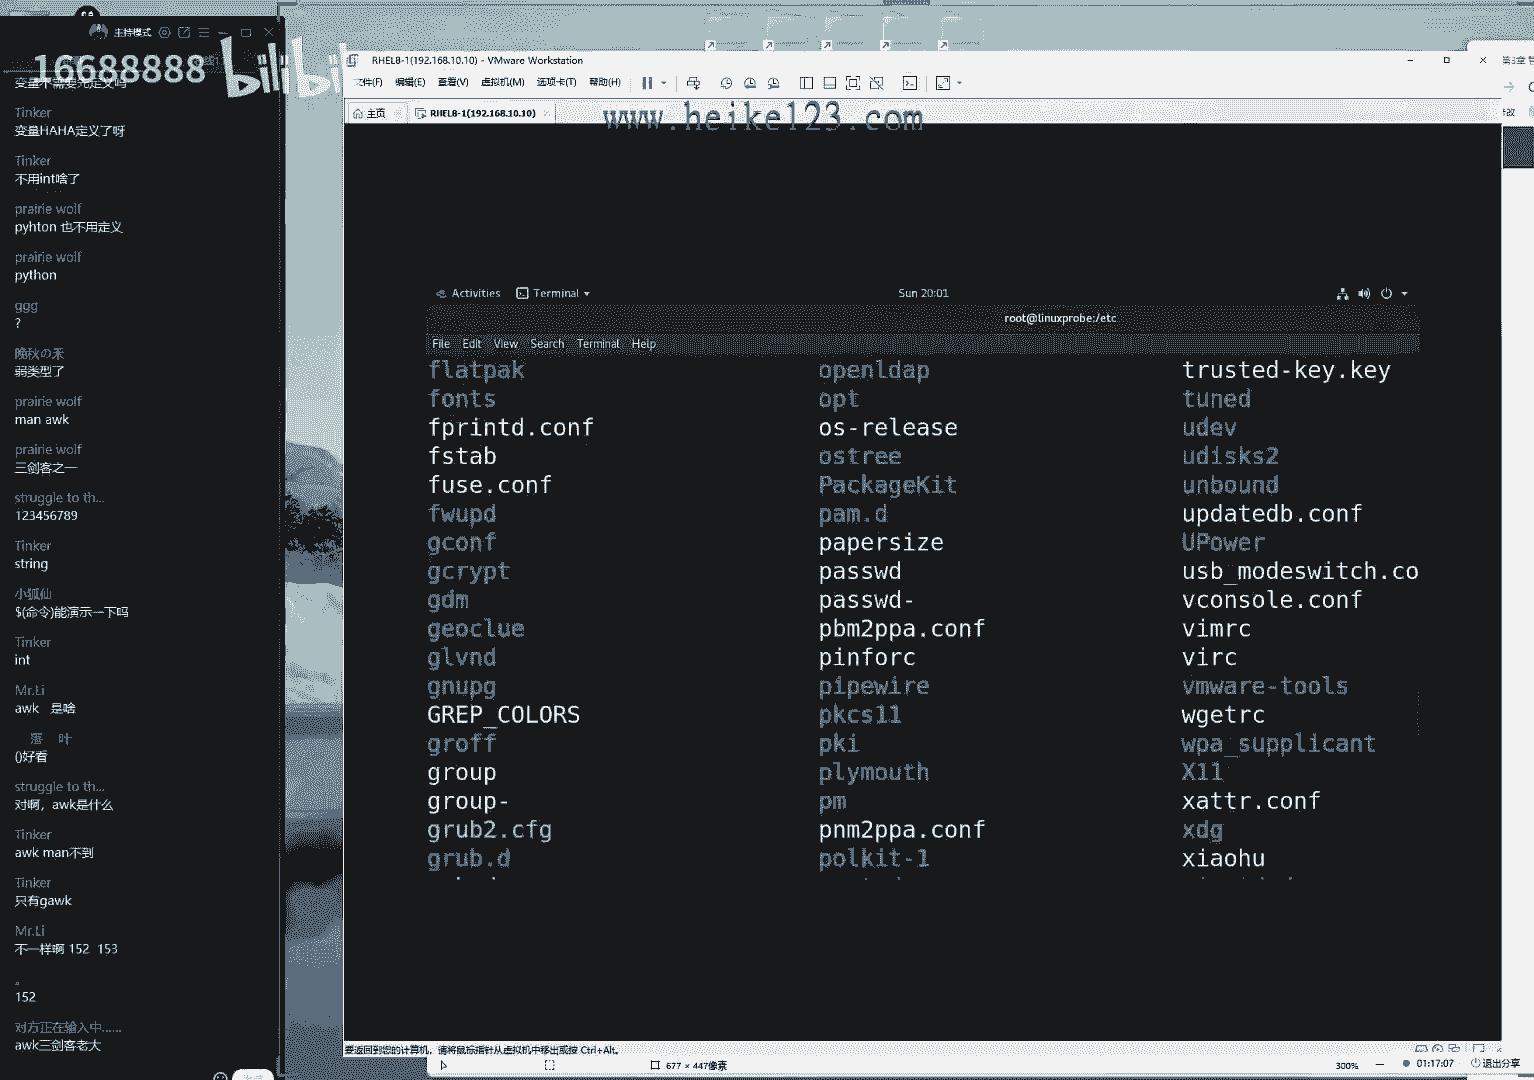 主持模式
16688888
bilibili
变量不需要先定义吗
Tinker
变量HAHA定义了呀
Tinker
不用int啥了
prairie wolf
pyhton 也不用定义
prairie wolf
python
ggg
?
晚秋の禾
弱类型了
prairie wolf
man awk
prairie wolf
三剑客之一
struggle to th...
123456789
Tinker
string
小狐仙
$(命令)能演示一下吗
Tinker
int
Mr.Li
awk 是啥
落 叶
()好看
struggle to th...
对啊，awk是什么
Tinker
awk man不到
Tinker
只有gawk
Mr.Li
不一样啊 152 153
。
152
对方正在输入中......
awk三剑客老大
RHEL8-1(192.168.10.10) - VMware Workstation
文件(F) 编辑(E) 查看(V) 虚拟机(M) 选项卡(T) 帮助(H)
主页 RHEL8-1(192.168.10.10)
www.heike123.com
Activities Terminal Sun 20:01
root@linuxprobe:/etc
File Edit View Search Terminal Help
flatpak openldap trusted-key.key
fonts opt tuned
fprintd.conf os-release udev
fstab ostree udisks2
fuse.conf PackageKit unbound
fwupd pam.d updatedb.conf
gconf papersize UPower
gcrypt passwd usb_modeswitch.co
gdm passwd- vconsole.conf
geoclue pbm2ppa.conf vimrc
glvnd pinforc virc
gnupg pipewire vmware-tools
GREP_COLORS pkcs11 wgetrc
groff pki wpa_supplicant
group plymouth X11
group- pm xattr.conf
grub2.cfg pnm2ppa.conf xdg
grub.d polkit-1 xiaohu
要返回到您的计算机，请将鼠标指针从虚拟机中移出或按 Ctrl+Alt。
677 × 447像素 300% 01:17:07 退出分享
第3章 管